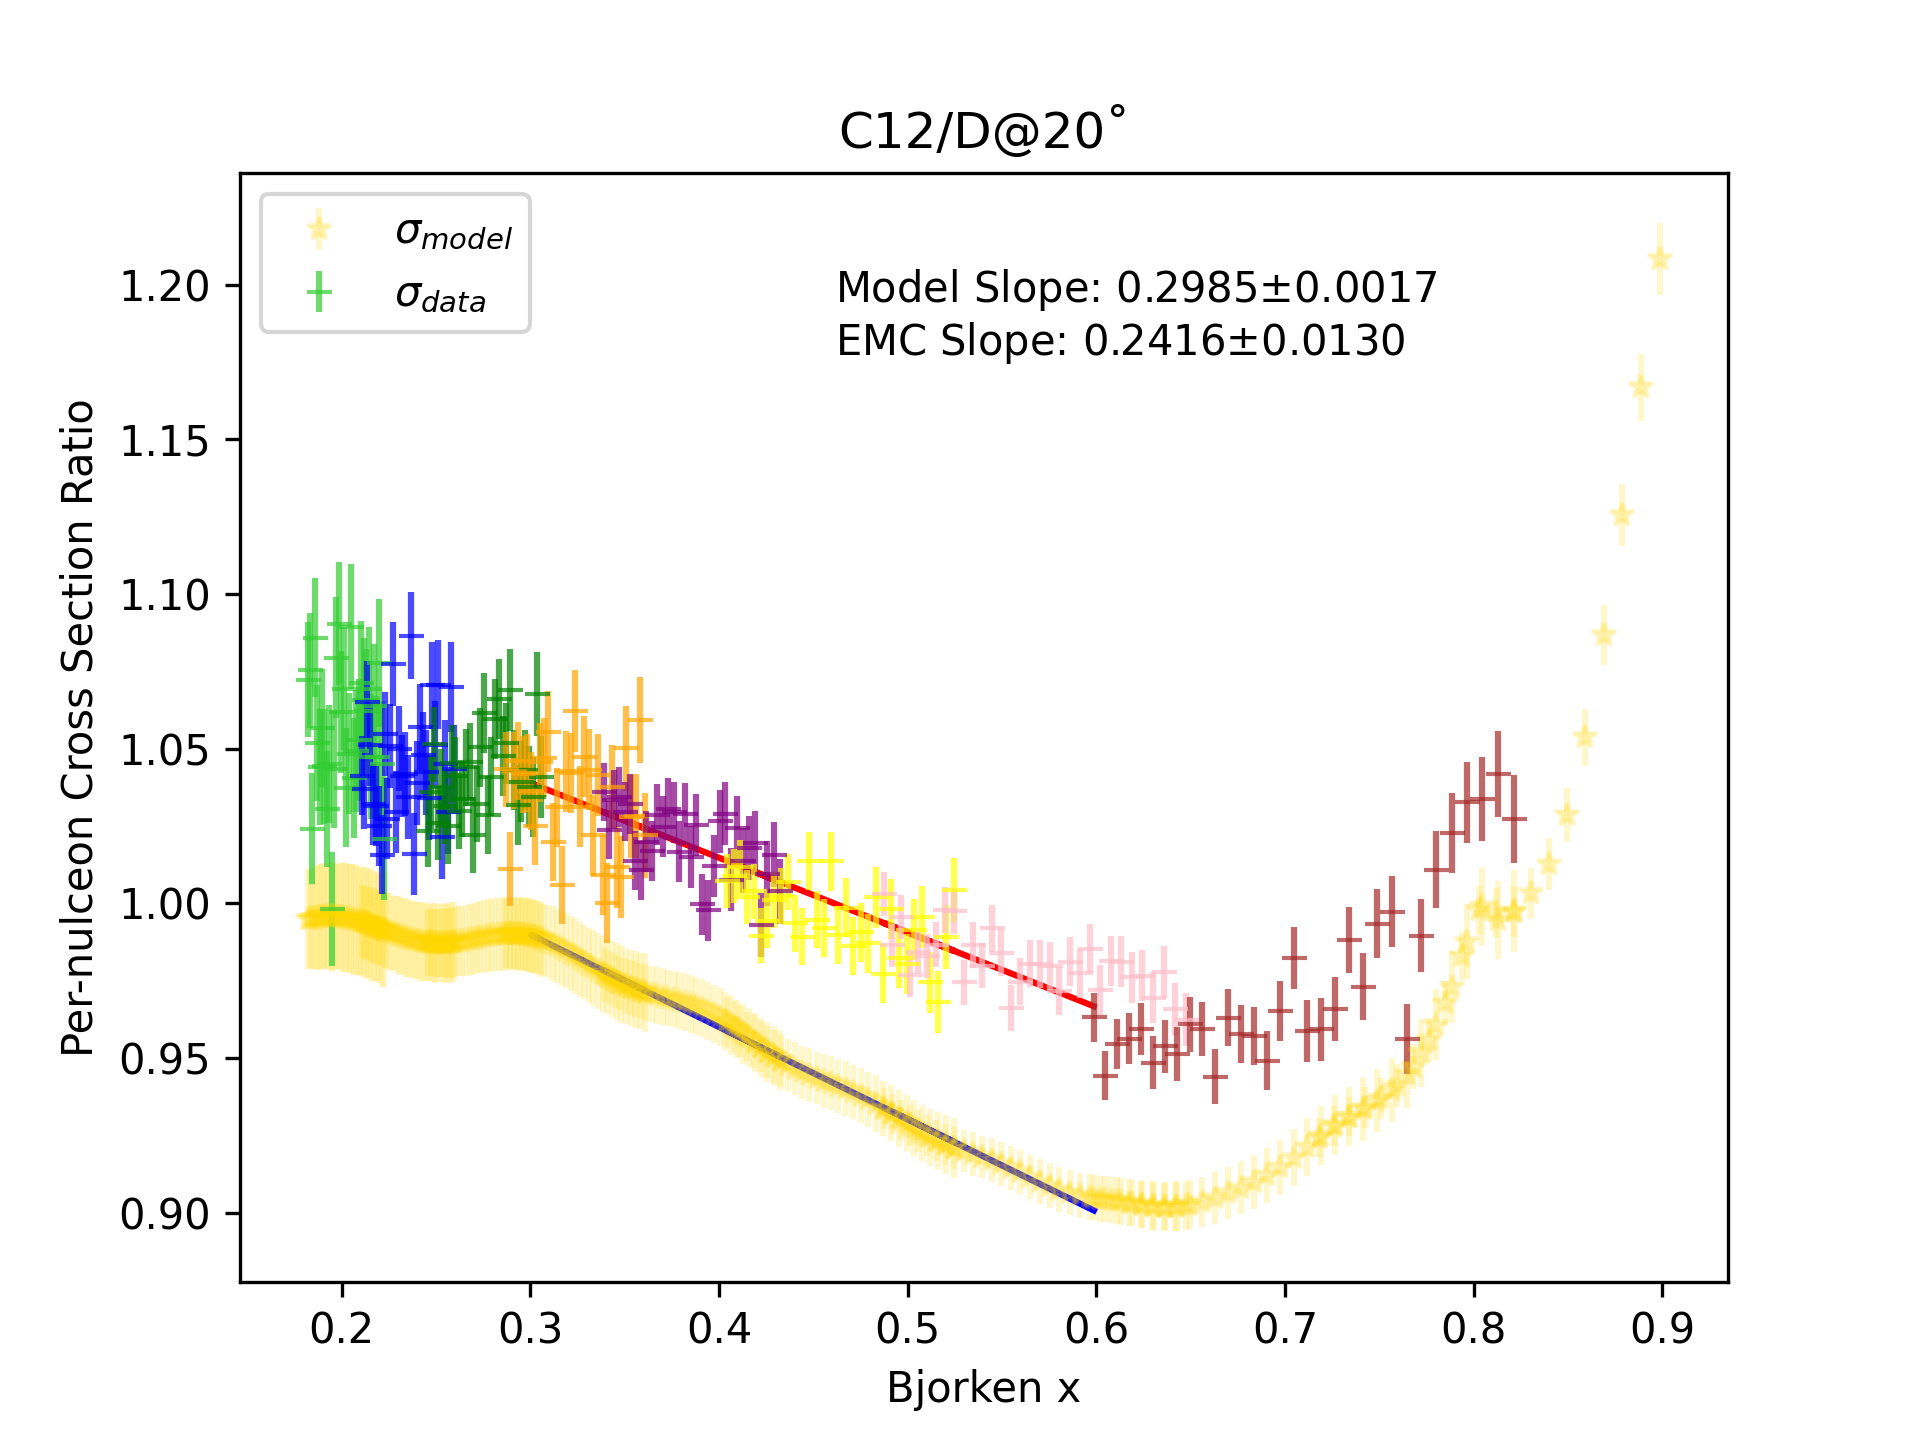 C12/D@20˚
σmodel
σdata
Model Slope: 0.2985±0.0017
EMC Slope: 0.2416±0.0130
Per-nulceon Cross Section Ratio
1.20
1.15
1.10
1.05
1.00
0.95
0.90
0.2 0.3 0.4 0.5 0.6 0.7 0.8 0.9
Bjorken x